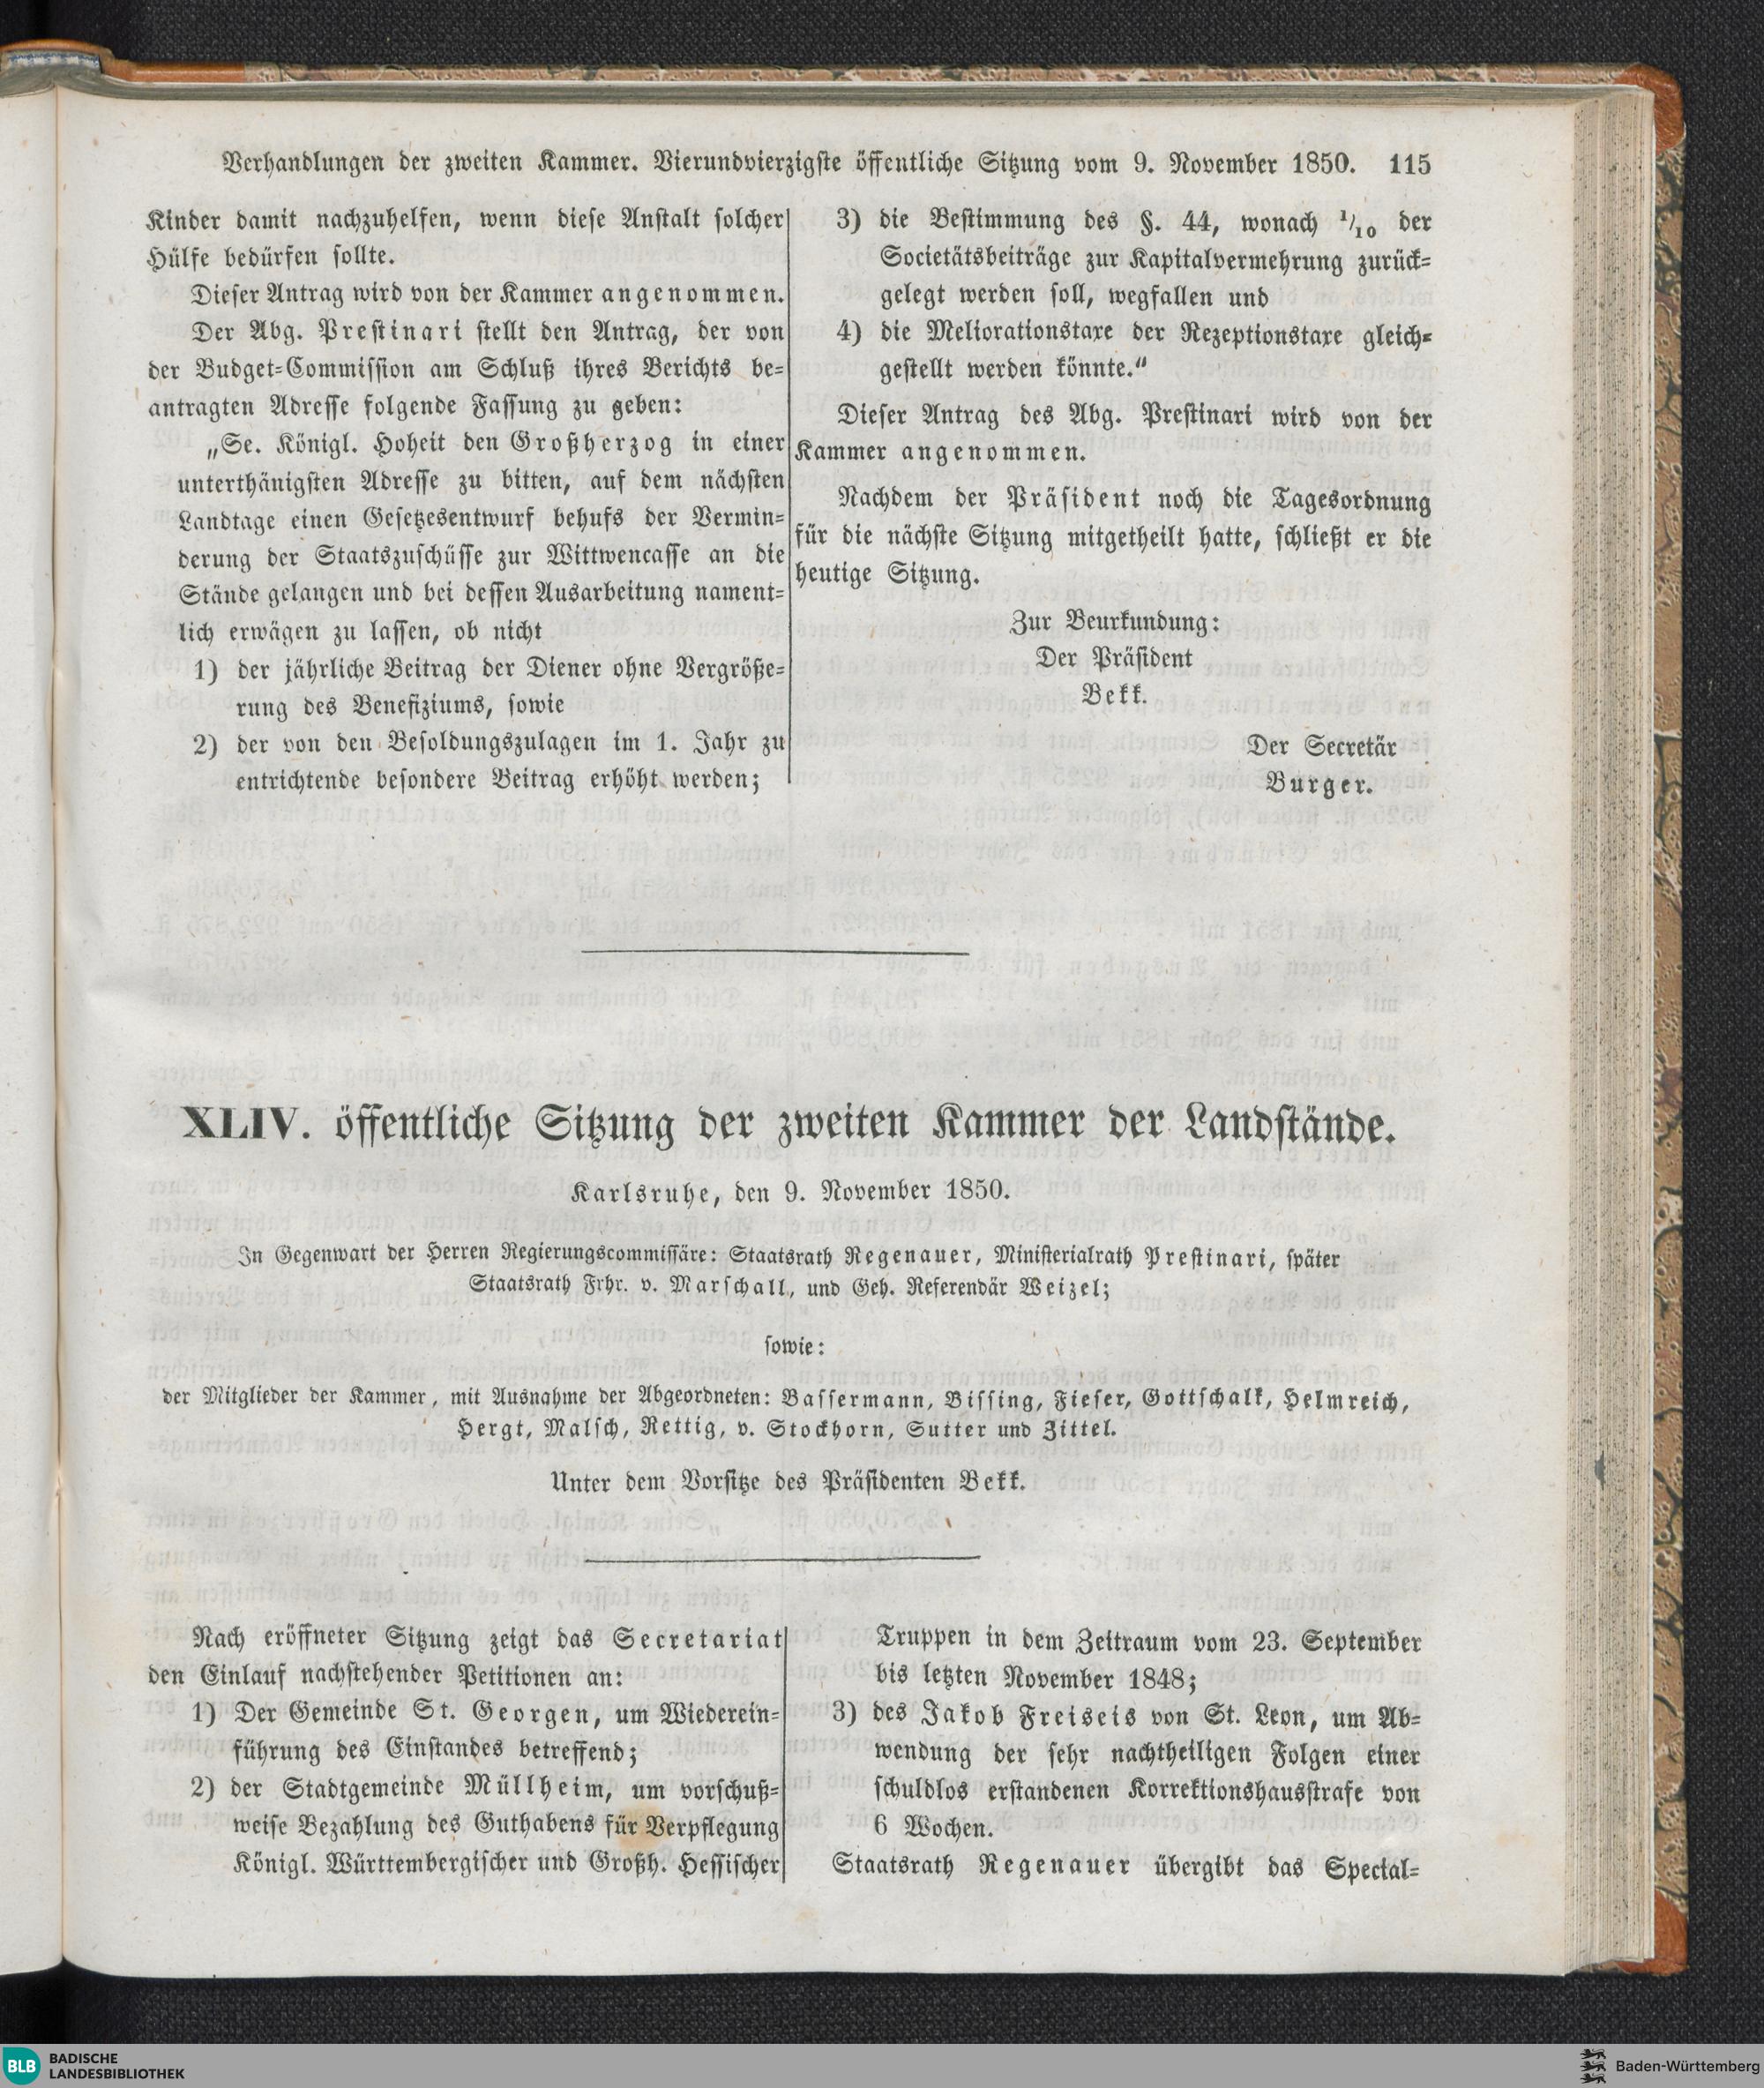 Verhandlungen der zweiten Kammer. Vierundvierzigste öffentliche Sitzung vom 9. November 1850. 115
Kinder damit nachzuhelfen, wenn diese Anstalt solcher
Hülfe bedürfen sollte.
Dieser Antrag wird von der Kammer angenommen.
Der Abg. Prestinari stellt den Antrag, der von
der Budget-Commission am Schluß ihres Berichts be-
antragten Adresse folgende Fassung zu geben:
„Se. Königl. Hoheit den Großherzog in einer
unterthänigsten Adresse zu bitten, auf dem nächsten
Landtage einen Gesetzesentwurf behufs der Vermin-
derung der Staatszuschüsse zur Wittwencasse an die
Stände gelangen und bei dessen Ausarbeitung nament-
lich erwägen zu lassen, ob nicht
1) der jährliche Beitrag der Diener ohne Vergröße-
rung des Benefiziums, sowie
2) der von den Besoldungszulagen im 1. Jahr zu
entrichtende besondere Beitrag erhöht werden;
3) die Bestimmung des §. 44, wonach 1/10 der
Societätsbeiträge zur Kapitalvermehrung zurück-
gelegt werden soll, wegfallen und
4) die Meliorationstaxe der Rezeptionstaxe gleich-
gestellt werden könnte.“
Dieser Antrag des Abg. Prestinari wird von der
Kammer angenommen.
Nachdem der Präsident noch die Tagesordnung
für die nächste Sitzung mitgetheilt hatte, schließt er die
heutige Sitzung.
Zur Beurkundung:
Der Präsident
Bekk.
Der Secretär
Burger.
XLIV. öffentliche Sitzung der zweiten Kammer der Landstände.
Karlsruhe, den 9. November 1850.
In Gegenwart der Herren Regierungscommissäre: Staatsrath Regenauer, Ministerialrath Prestinari, später
Staatsrath Frhr. v. Marschall, und Geh. Referendär Weizel;
sowie:
der Mitglieder der Kammer, mit Ausnahme der Abgeordneten: Bassermann, Bissing, Fieser, Gottschalk, Helmreich,
Hergt, Malsch, Rettig, v. Stockhorn, Sutter und Zittel.
Unter dem Vorsitze des Präsidenten Bekk.
Nach eröffneter Sitzung zeigt das Secretariat
den Einlauf nachstehender Petitionen an:
1) Der Gemeinde St. Georgen, um Wiederein-
führung des Einstandes betreffend;
2) der Stadtgemeinde Müllheim, um vorschuß-
weise Bezahlung des Guthabens für Verpflegung
Königl. Württembergischer und Großh. Hessischer
Truppen in dem Zeitraum vom 23. September
bis letzten November 1848;
3) des Jakob Freiseis von St. Leon, um Ab-
wendung der sehr nachtheiligen Folgen einer
schuldlos erstandenen Korrektionshausstrafe von
6 Wochen.
Staatsrath Regenauer übergibt das Special-
BLB BADISCHE
LANDESBIBLIOTHEK
Baden-Württemberg